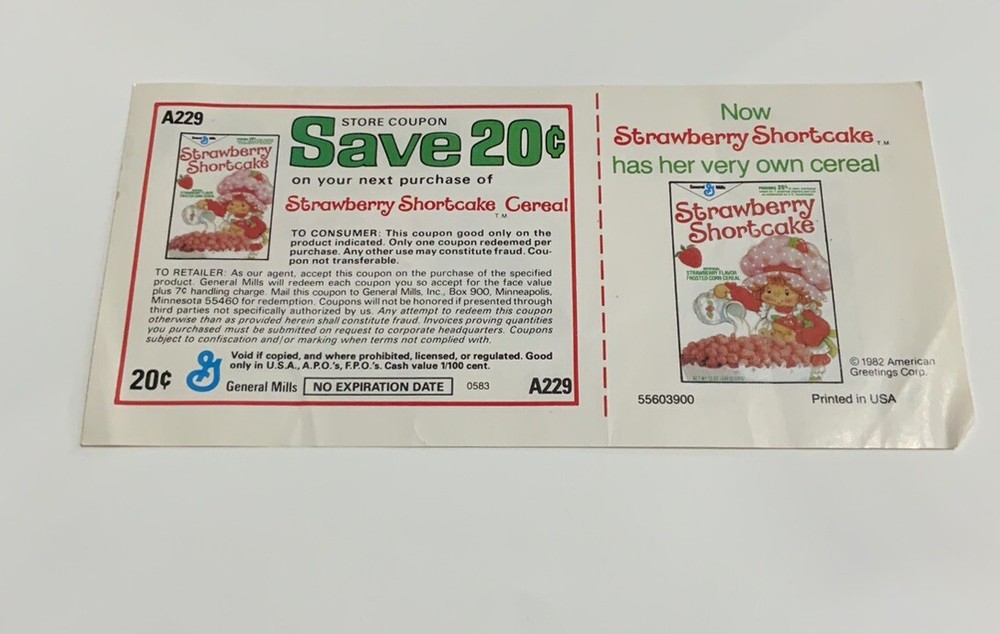 A229
STORE COUPON
Save 20¢
on your next purchase of
Strawberry Shortcake Cereal
T.M.
Strawberry
Shortcake
TO CONSUMER: This coupon good only on the
product indicated. Only one coupon redeemed per
purchase. Any other use may constitute fraud. Cou-
pon not transferable.
TO RETAILER: As our agent, accept this coupon on the purchase of the specified
product. General Mills will redeem each coupon you so accept for the face value
plus 7¢ handling charge. Mail this coupon to General Mills, Inc., Box 900, Minneapolis,
Minnesota 55460 for redemption. Coupons will not be honored if presented through
third parties not specifically authorized by us. Any attempt to redeem this coupon
otherwise than as provided herein shall constitute fraud. Invoices proving quantities
you purchased must be submitted on request to corporate headquarters. Coupons
subject to confiscation and/or marking when terms not complied with.
Void if copied, and where prohibited, licensed, or regulated. Good
only in U.S.A., A.P.O.'s, F.P.O.'s. Cash value 1/100 cent.
20¢ General Mills NO EXPIRATION DATE 0583 A229
Now
Strawberry Shortcake T.M.
has her very own cereal
General Mills
Strawberry
Shortcake
STRAWBERRY FLAVOR
FROSTED CORN CEREAL
© 1982 American
Greetings Corp.
55603900 Printed in USA